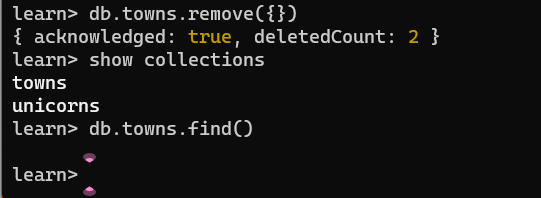 learn> db.towns.remove({})
{ acknowledged: true, deletedCount: 2 }
learn> show collections
towns
unicorns
learn> db.towns.find()
learn>